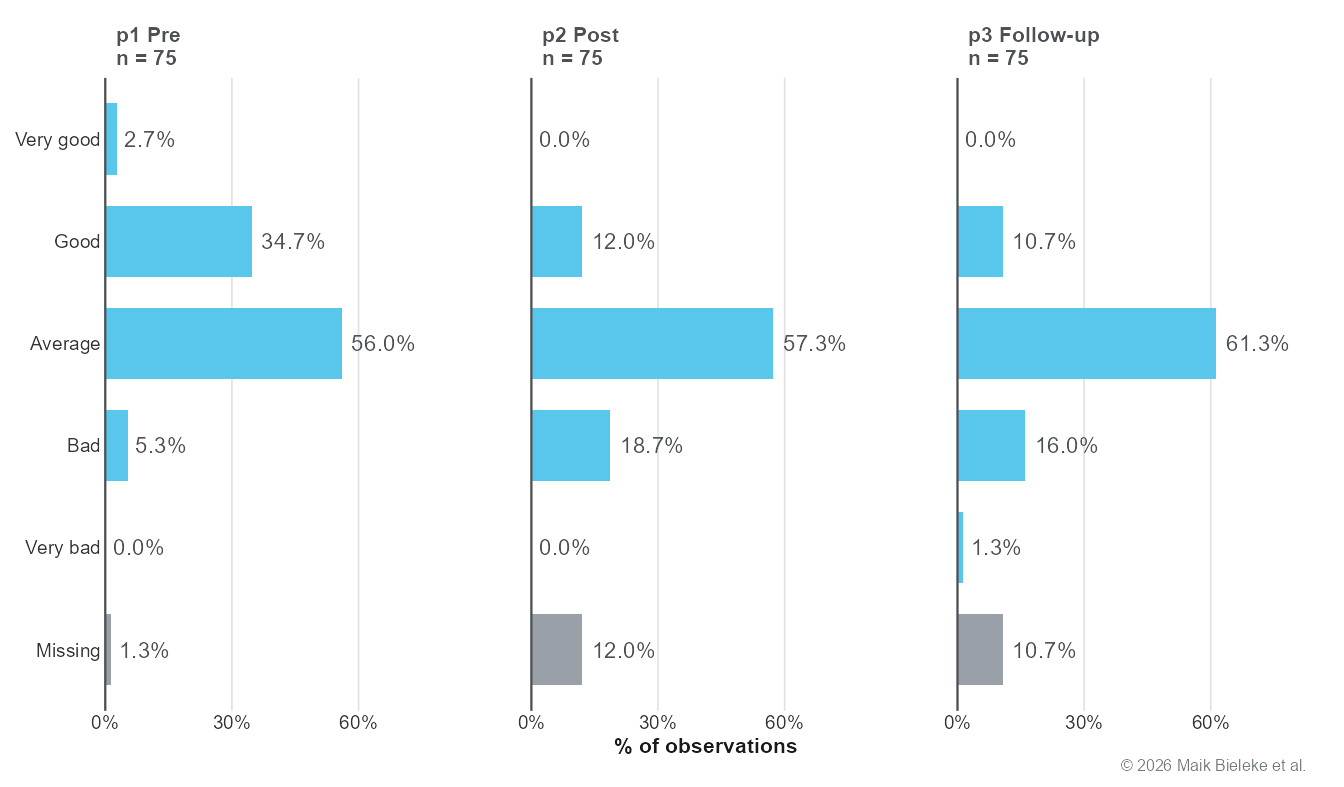 p1 Pre
n = 75
p2 Post
n = 75
p3 Follow-up
n = 75
Very good 2.7% 0.0% 0.0%
Good 34.7% 12.0% 10.7%
Average 56.0% 57.3% 61.3%
Bad 5.3% 18.7% 16.0%
Very bad 0.0% 0.0% 1.3%
Missing 1.3% 12.0% 10.7%
0% 30% 60% 0% 30% 60% 0% 30% 60%
% of observations
© 2026 Maik Bieleke et al.